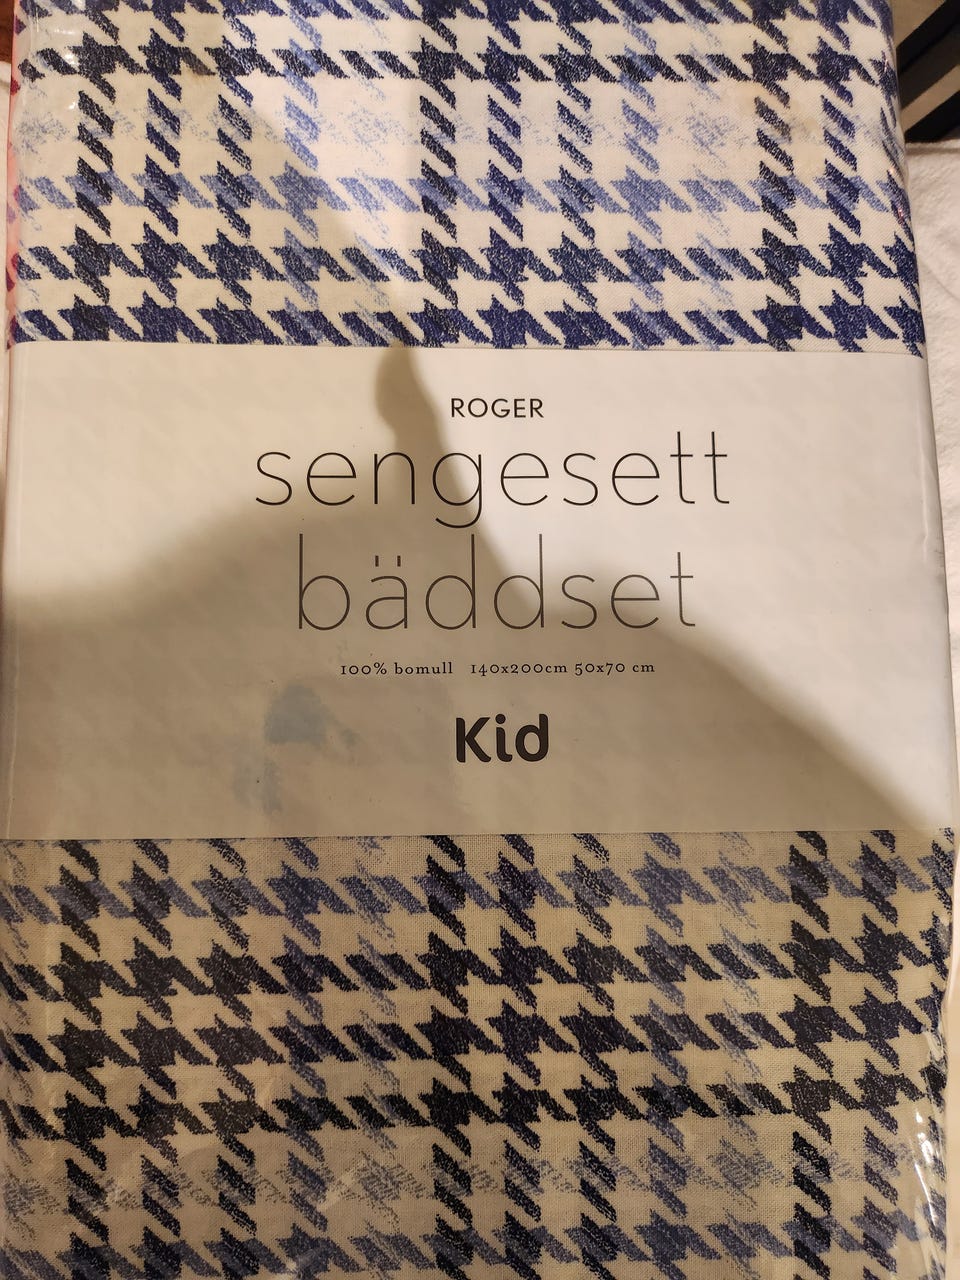 ROGER
sengesett
bäddset
100% bomull 140x200cm 50x70 cm
Kid